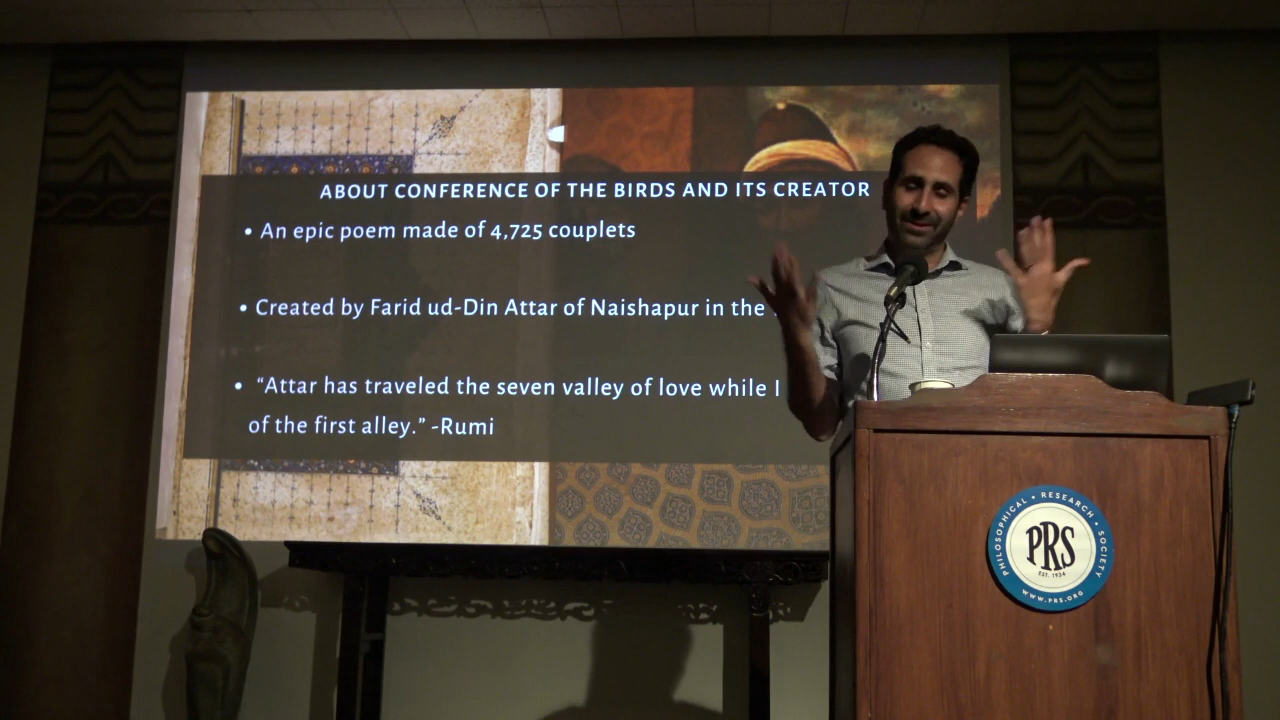 ABOUT CONFERENCE OF THE BIRDS AND ITS CREATOR
• An epic poem made of 4,725 couplets
• Created by Farid ud-Din Attar of Naishapur in the
• “Attar has traveled the seven valley of love while I
of the first alley.” -Rumi
PHILOSOPHICAL • RESEARCH • SOCIETY
PRS
EST. 1934
WWW.PRS.ORG